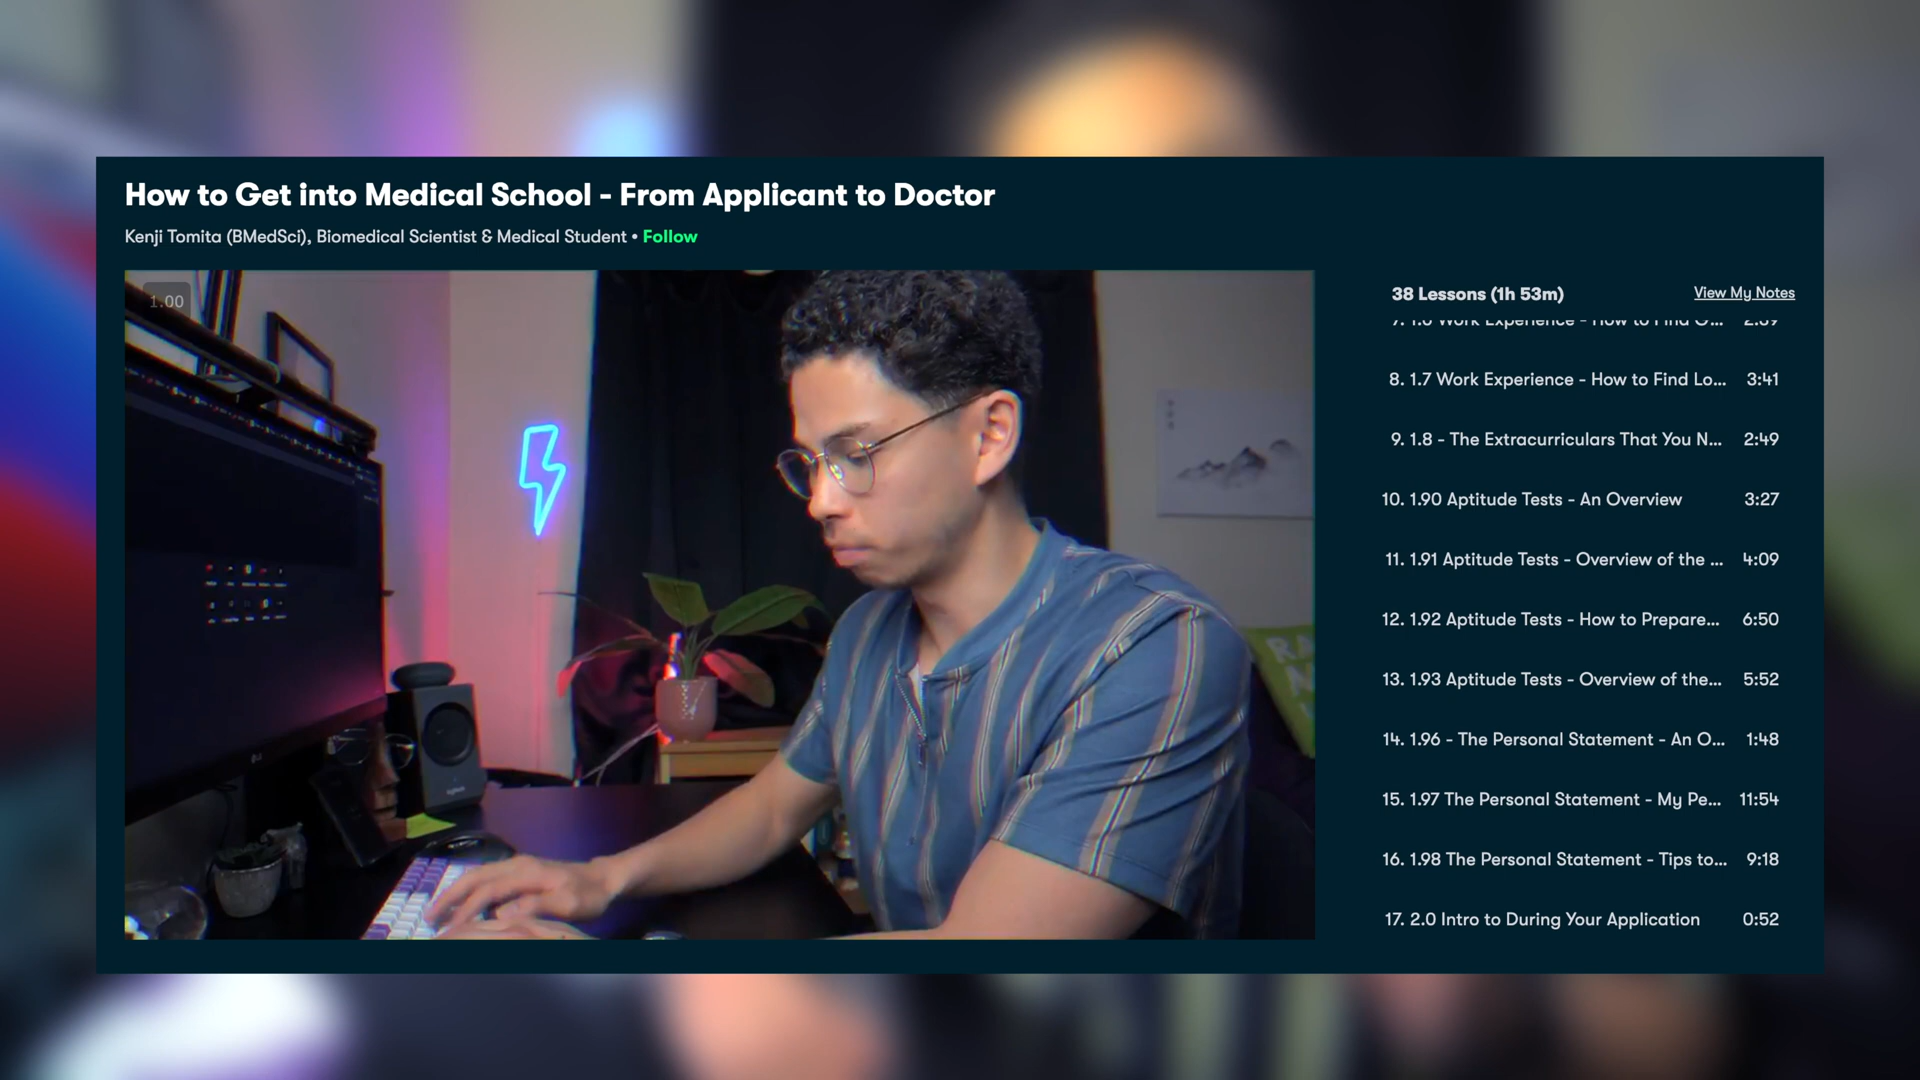 How to Get into Medical School - From Applicant to Doctor
Kenji Tomita (BMedSci), Biomedical Scientist & Medical Student • Follow
1.00
38 Lessons (1h 53m) View My Notes
8. 1.7 Work Experience - How to Find Lo... 3:41
9. 1.8 - The Extracurriculars That You N... 2:49
10. 1.90 Aptitude Tests - An Overview 3:27
11. 1.91 Aptitude Tests - Overview of the ... 4:09
12. 1.92 Aptitude Tests - How to Prepare... 6:50
13. 1.93 Aptitude Tests - Overview of the... 5:52
14. 1.96 - The Personal Statement - An O... 1:48
15. 1.97 The Personal Statement - My Pe... 11:54
16. 1.98 The Personal Statement - Tips to... 9:18
17. 2.0 Intro to During Your Application 0:52